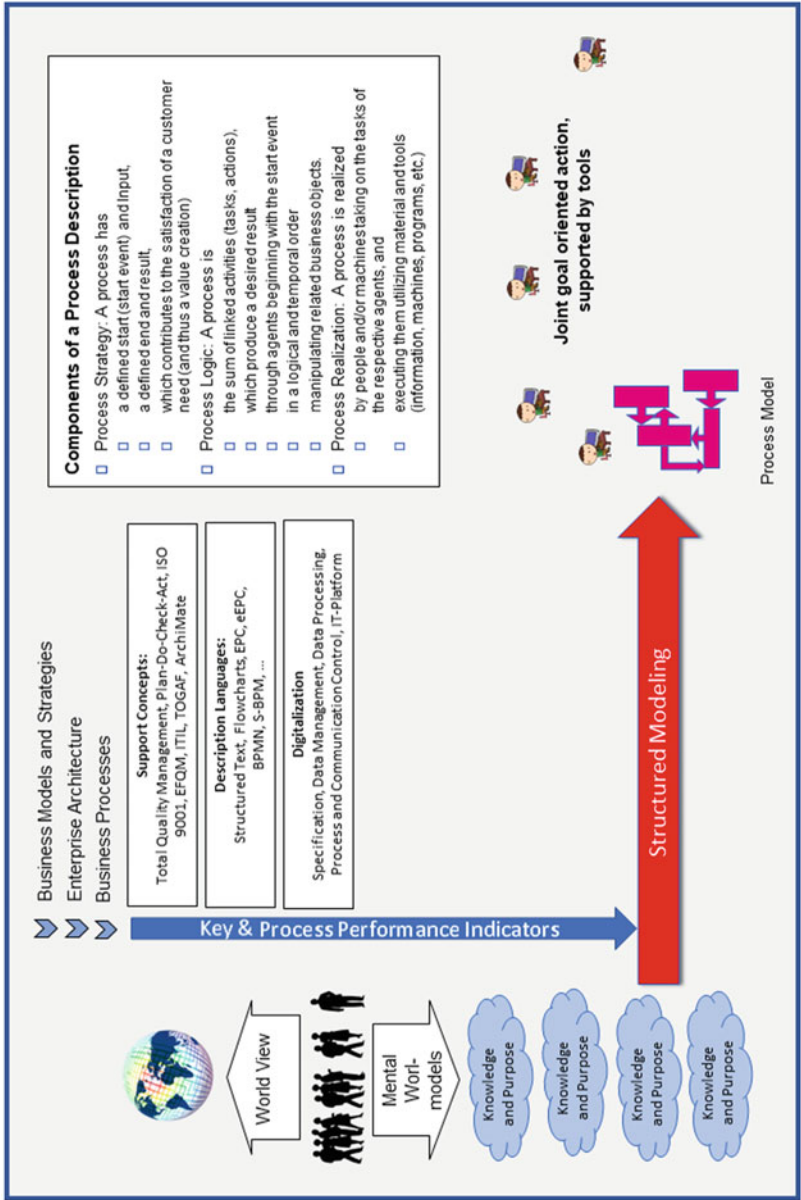 Business Models and Strategies
Enterprise Architecture
Business Processes
World View
Mental
Worl-
models
Knowledge
and Purpose
Knowledge
and Purpose
Knowledge
and Purpose
Knowledge
and Purpose
Key & Process Performance Indicators
Support Concepts:
Total Quality Management, Plan-Do-Check-Act, ISO
9001, EFQM, ITIL, TOGAF, ArchiMate
Description Languages:
Structured Text, Flowcharts, EPC, eEPC,
BPMN, S-BPM, ...
Digitalization
Specification, Data Management, Data Processing,
Process and Communication Control, IT-Platform
Components of a Process Description
Process Strategy: A process has
a defined start (start event) and Input,
a defined end and result,
which contributes to the satisfaction of a customer
need (and thus a value creation)
Process Logic: A process is
the sum of linked activities (tasks, actions),
which produce a desired result
through agents beginning with the start event
in a logical and temporal order
manipulating related business objects.
Process Realization: A process is realized
by people and/or machines taking on the tasks of
the respective agents, and
executing them utilizing material and tools
(information, machines, programs, etc.)
Structured Modeling
Joint goal oriented action,
supported by tools
Process Model